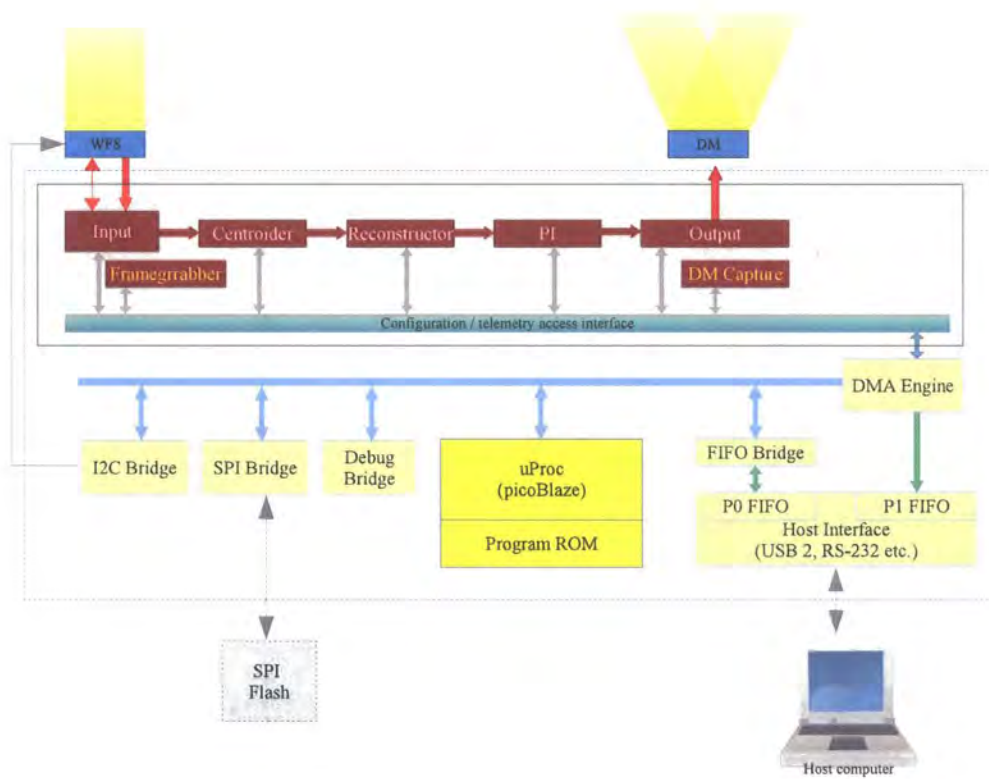 WFS
DM
Input
Centroider
Reconstructor
PI
Output
Framegrrabber
DM Capture
Configuration / telemetry access interface
DMA Engine
I2C Bridge
SPI Bridge
Debug
Bridge
uProc
(picoBlaze)
Program ROM
FIFO Bridge
P0 FIFO
P1 FIFO
Host Interface
(USB 2, RS-232 etc.)
SPI
Flash
Host computer